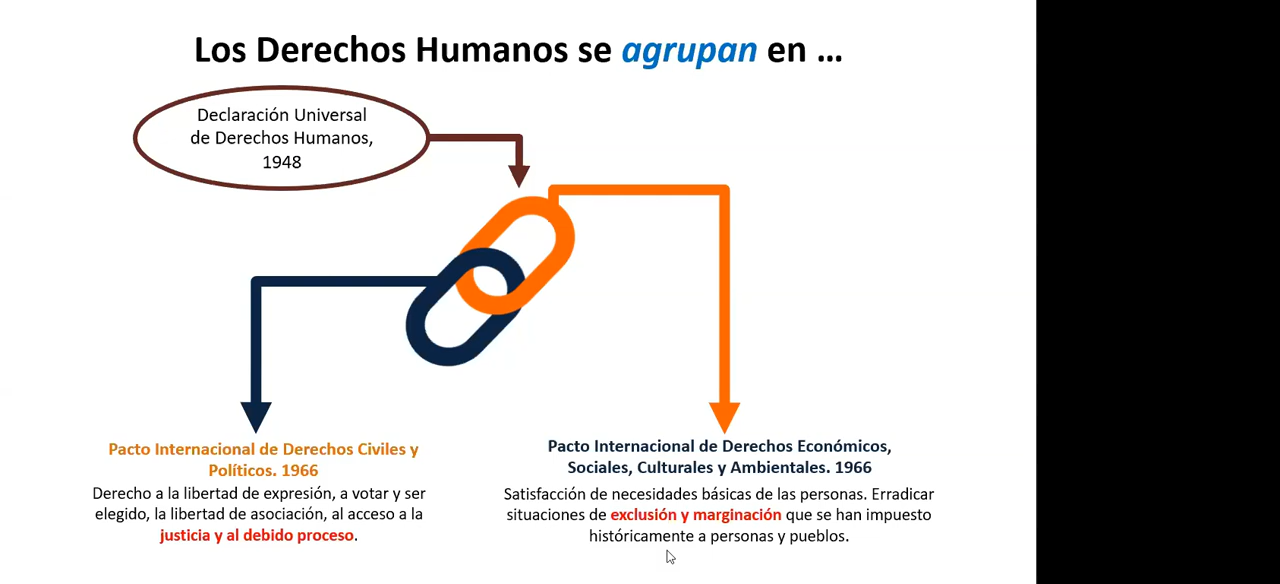 Los Derechos Humanos se agrupan en ...
Declaración Universal
de Derechos Humanos,
1948
Pacto Internacional de Derechos Civiles y
Políticos. 1966
Derecho a la libertad de expresión, a votar y ser
elegido, la libertad de asociación, al acceso a la
justicia y al debido proceso.
Pacto Internacional de Derechos Económicos,
Sociales, Culturales y Ambientales. 1966
Satisfacción de necesidades básicas de las personas. Erradicar
situaciones de exclusión y marginación que se han impuesto
históricamente a personas y pueblos.